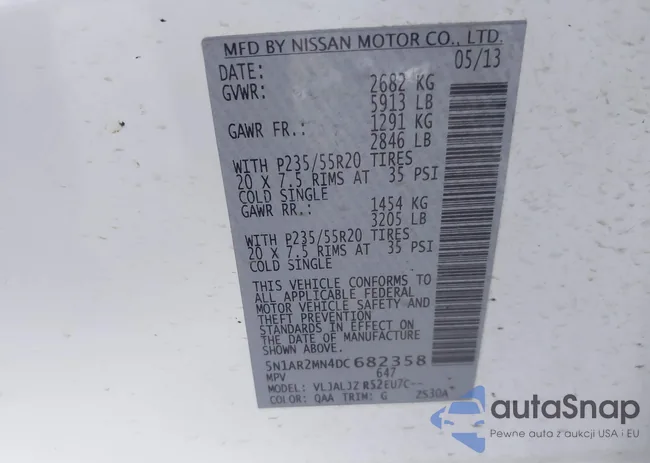 MFD BY NISSAN MOTOR CO., LTD.
DATE: 05/13
GVWR: 2682 KG
5913 LB
GAWR FR.: 1291 KG
2846 LB
WITH P235/55R20 TIRES
20 X 7.5 RIMS AT 35 PSI
COLD SINGLE
GAWR RR.: 1454 KG
3205 LB
WITH P235/55R20 TIRES
20 X 7.5 RIMS AT 35 PSI
COLD SINGLE
THIS VEHICLE CONFORMS TO
ALL APPLICABLE FEDERAL
MOTOR VEHICLE SAFETY AND
THEFT PREVENTION
STANDARDS IN EFFECT ON
THE DATE OF MANUFACTURE
SHOWN ABOVE.
5N1AR2MN4DC682358
MPV 647
MODEL: VLJALJZ R52EU7C--
COLOR: QAA TRIM: G ZS30A
autaSnap
Pewne auta z aukcji USA i EU